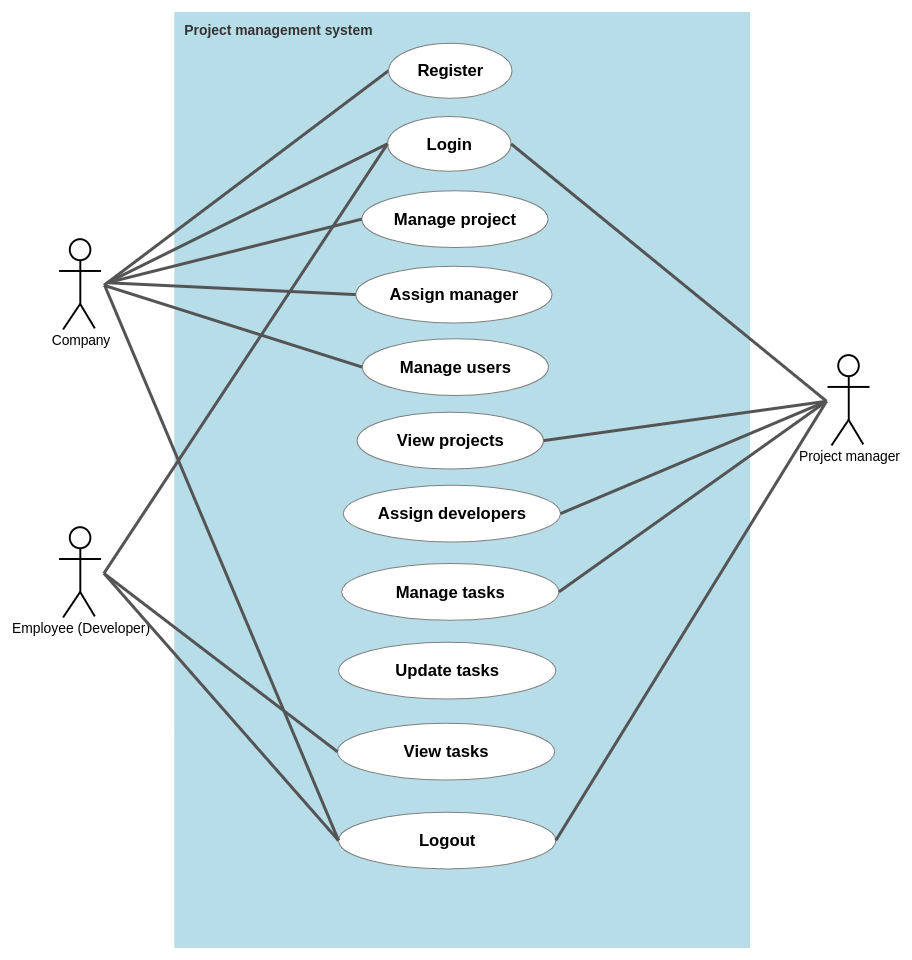 Project management system
Register
Login
Manage project
Assign manager
Company
Manage users
View projects
Project manager
Assign developers
Manage tasks
Employee (Developer)
Update tasks
View tasks
Logout